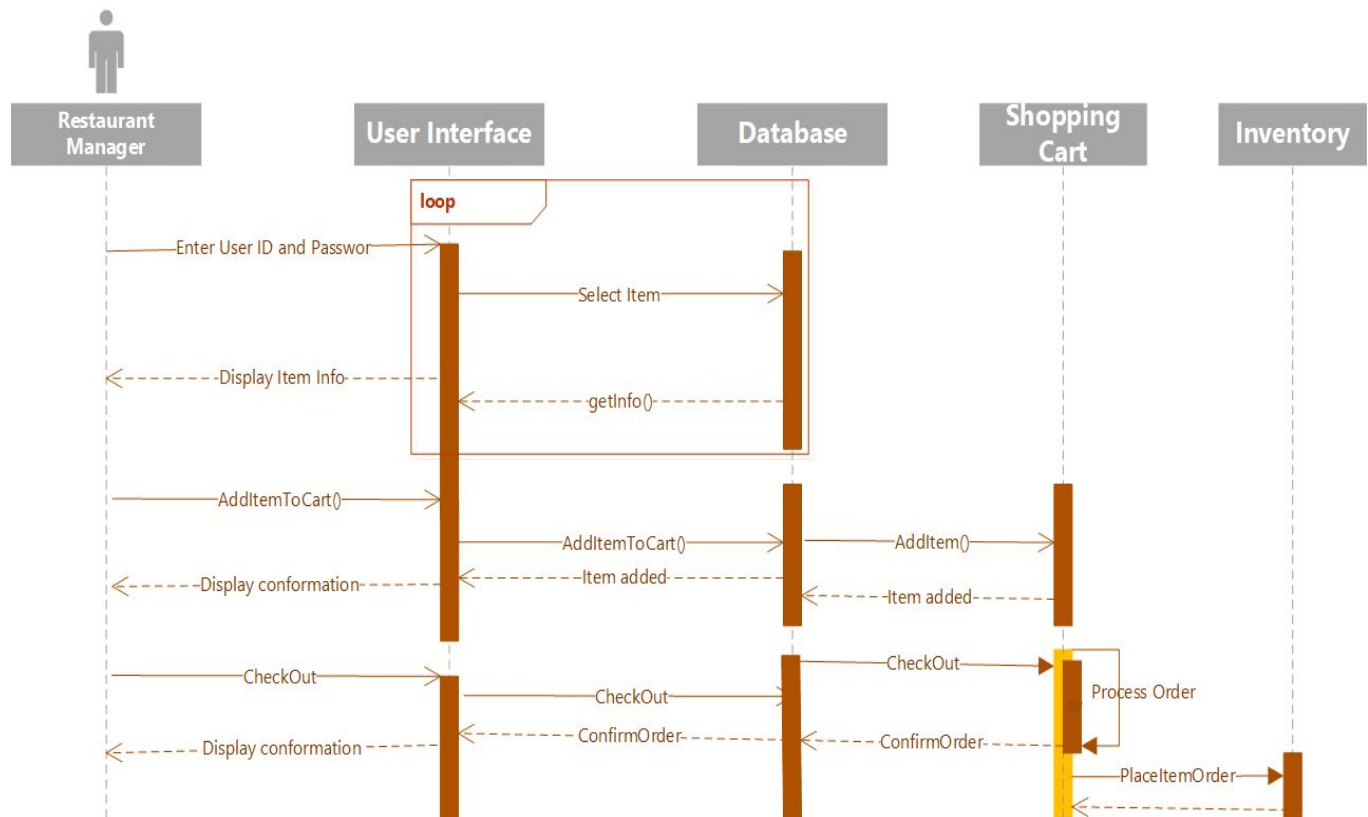 Restaurant
Manager
User Interface
Database
Shopping
Cart
Inventory
loop
Enter User ID and Passwor
Select Item
Display Item Info
getInfo()
AddItemToCart()
AddItemToCart()
AddItem()
Item added
Display conformation
Item added
CheckOut
CheckOut
CheckOut
Process Order
ConfirmOrder
ConfirmOrder
Display conformation
PlaceItemOrder